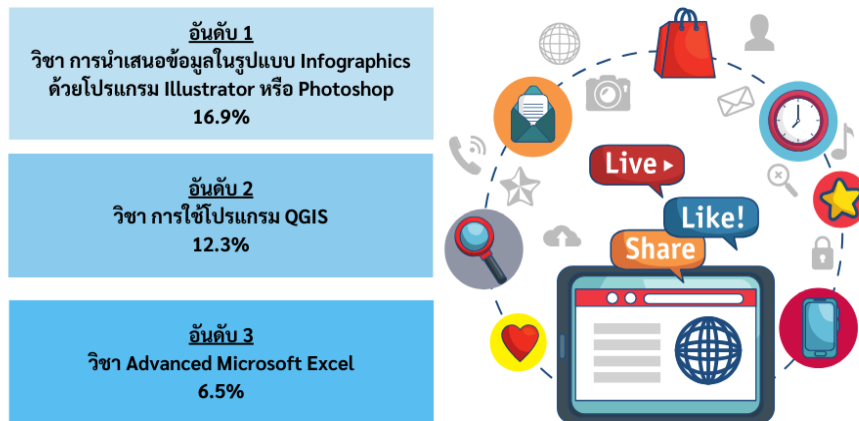 อันดับ 1
วิชา การนำเสนอข้อมูลในรูปแบบ Infographics
ด้วยโปรแกรม Illustrator หรือ Photoshop
16.9%
อันดับ 2
วิชา การใช้โปรแกรม QGIS
12.3%
อันดับ 3
วิชา Advanced Microsoft Excel
6.5%
Live
Like!
Share